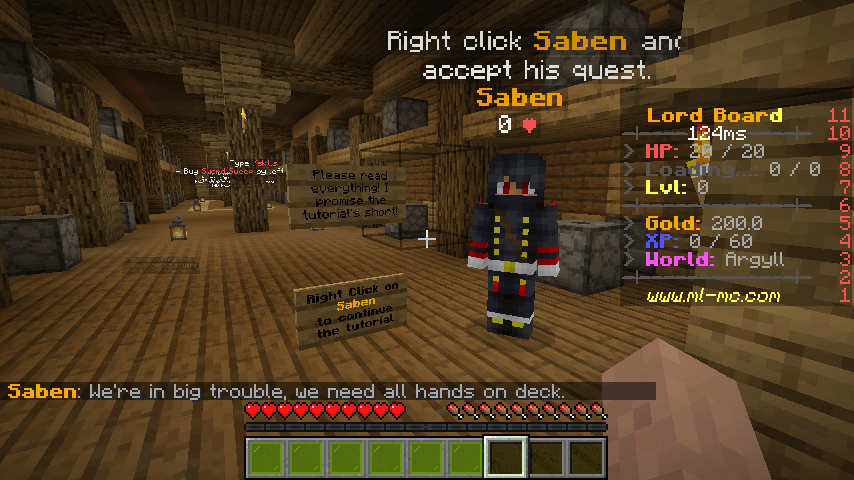 Right click Saben and
accept his quest.
Saben
0
Type /skills
- Buy
Please read
everything! I
promise the
tutorial's short!
Right Click on
Saben
to continue
the tutorial
Lord Board 11
124ms 10
HP: 20 / 20 9
Loading.... 0 / 0 8
Lvl: 0 7
6
Gold: 200.0 5
XP: 0 / 60 4
World: Argyll 3
2
www.ml-mc.com 1
Saben: We're in big trouble, we need all hands on deck.